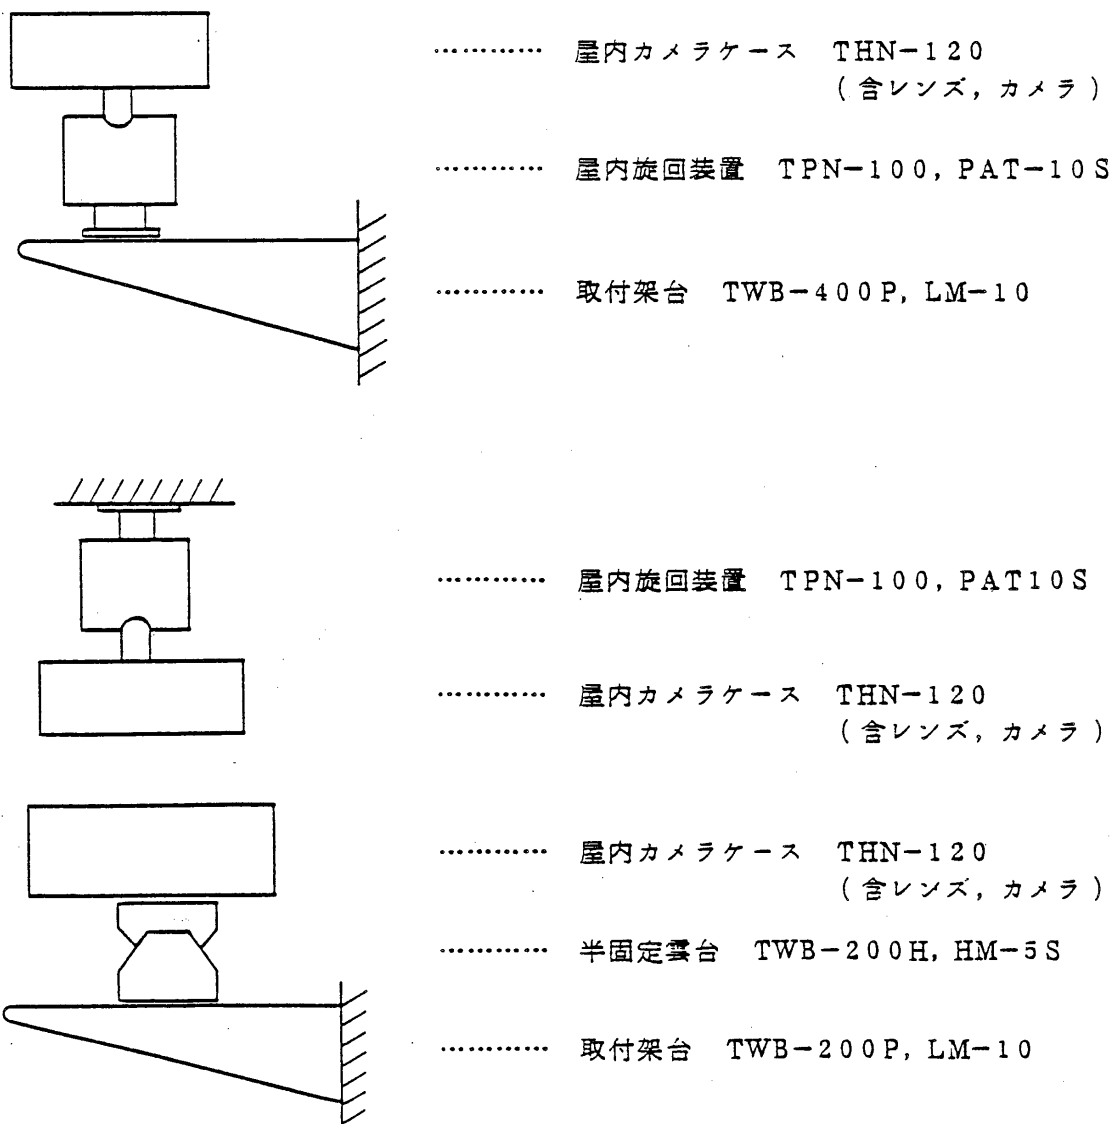 ………… 屋内カメラケース THN-120
(含レンズ, カメラ)
………… 屋内旋回装置 TPN-100, PAT-10S
………… 取付架台 TWB-400P, LM-10
………… 屋内旋回装置 TPN-100, PAT10S
………… 屋内カメラケース THN-120
(含レンズ, カメラ)
………… 屋内カメラケース THN-120
(含レンズ, カメラ)
………… 半固定雲台 TWB-200H, HM-5S
………… 取付架台 TWB-200P, LM-10